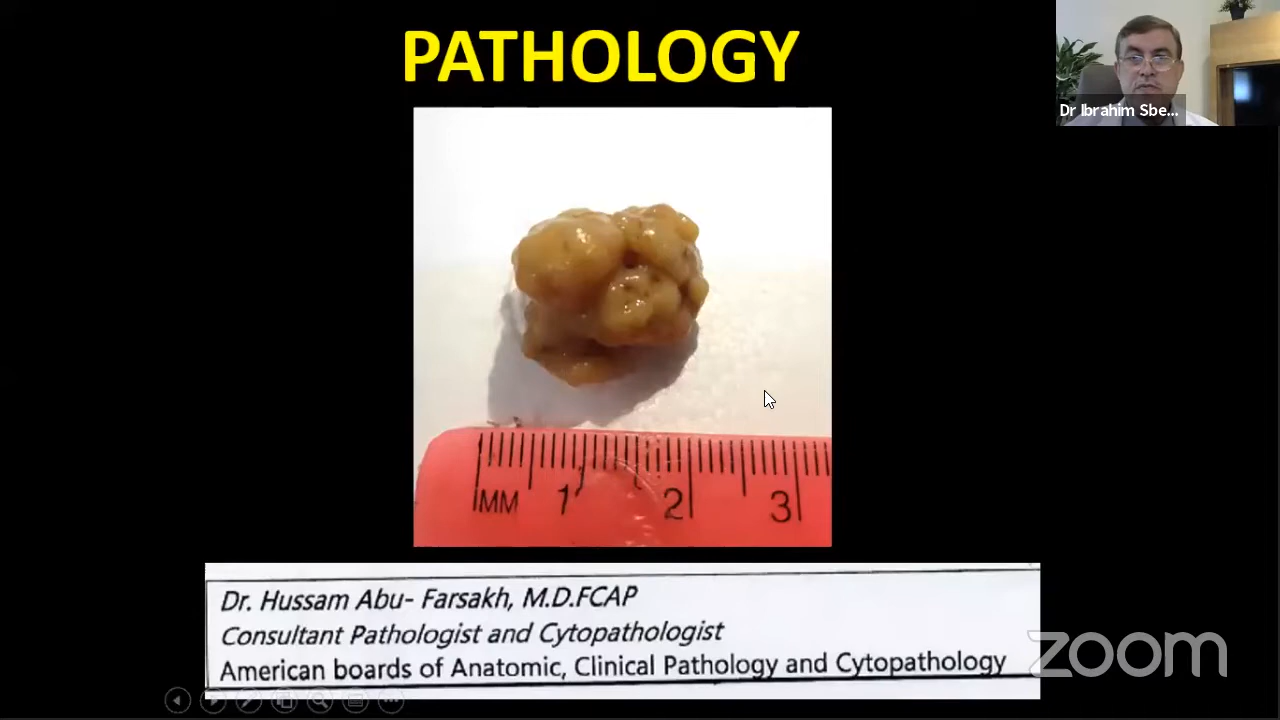 PATHOLOGY
Dr Ibrahim Sbe...
MM 1 2 3
Dr. Hussam Abu- Farsakh, M.D.FCAP
Consultant Pathologist and Cytopathologist
American boards of Anatomic, Clinical Pathology and Cytopathology
zoom